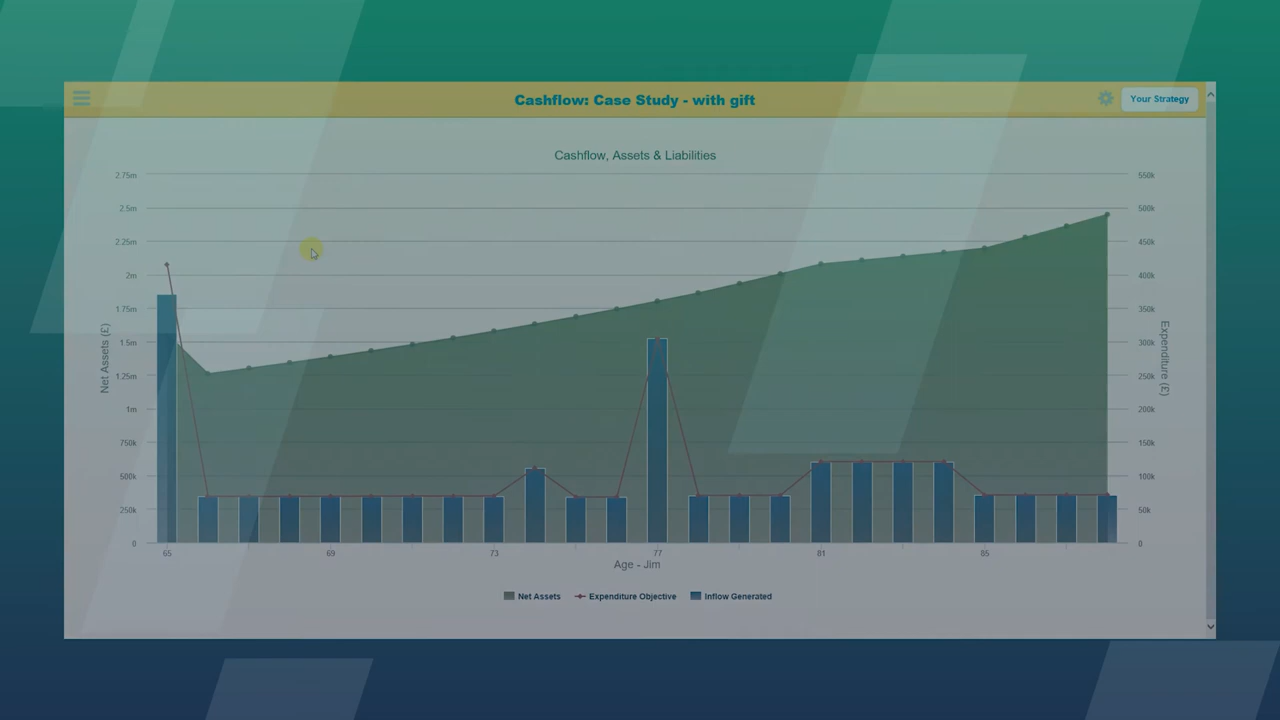 Cashflow: Case Study - with gift
Your Strategy
Cashflow, Assets & Liabilities
2.75m
2.5m
2.25m
2m
1.75m
1.5m
1.25m
1m
750k
500k
250k
0
Net Assets (£)
550k
500k
450k
400k
350k
300k
250k
200k
150k
100k
50k
0
Expenditure (£)
65 69 73 77 81 85
Age - Jim
Net Assets Expenditure Objective Inflow Generated